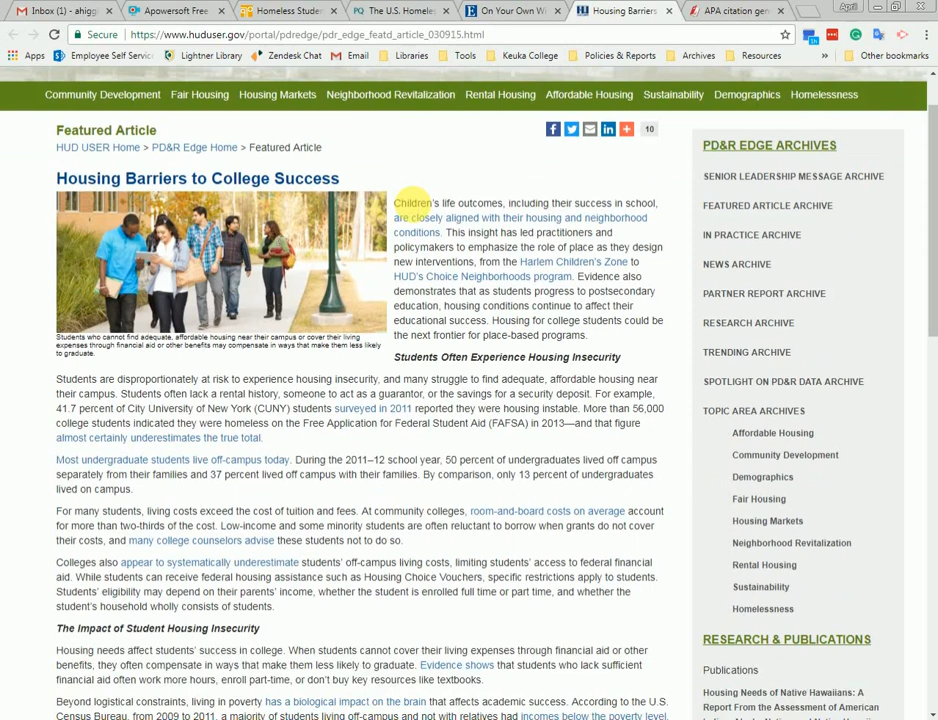 Inbox (1) - ahigg
Apowersoft Free
Homeless Studen
The U.S. Homele
On Your Own Wi
Housing Barriers
APA citation gen
April
Secure
https://www.huduser.gov/portal/pdredge/pdr_edge_featd_article_030915.html
Apps
Employee Self Servic
Lightner Library
Zendesk Chat
Email
Libraries
Tools
Keuka College
Policies & Reports
Archives
Resources
»
Other bookmarks
Community Development
Fair Housing
Housing Markets
Neighborhood Revitalization
Rental Housing
Affordable Housing
Sustainability
Demographics
Homelessness
Featured Article
10
HUD USER Home > PD&R Edge Home > Featured Article
Housing Barriers to College Success
Children's life outcomes, including their success in school,
are closely aligned with their housing and neighborhood
conditions. This insight has led practitioners and
policymakers to emphasize the role of place as they design
new interventions, from the Harlem Children's Zone to
HUD's Choice Neighborhoods program. Evidence also
demonstrates that as students progress to postsecondary
education, housing conditions continue to affect their
educational success. Housing for college students could be
the next frontier for place-based programs.
Students who cannot find adequate, affordable housing near their campus or cover their living
expenses through financial aid or other benefits may compensate in ways that make them less likely
to graduate.
Students Often Experience Housing Insecurity
Students are disproportionately at risk to experience housing insecurity, and many struggle to find adequate, affordable housing near
their campus. Students often lack a rental history, someone to act as a guarantor, or the savings for a security deposit. For example,
41.7 percent of City University of New York (CUNY) students surveyed in 2011 reported they were housing instable. More than 56,000
college students indicated they were homeless on the Free Application for Federal Student Aid (FAFSA) in 2013—and that figure
almost certainly underestimates the true total.
Most undergraduate students live off-campus today. During the 2011–12 school year, 50 percent of undergraduates lived off campus
separately from their families and 37 percent lived off campus with their families. By comparison, only 13 percent of undergraduates
lived on campus.
For many students, living costs exceed the cost of tuition and fees. At community colleges, room-and-board costs on average account
for more than two-thirds of the cost. Low-income and some minority students are often reluctant to borrow when grants do not cover
their costs, and many college counselors advise these students not to do so.
Colleges also appear to systematically underestimate students' off-campus living costs, limiting students' access to federal financial
aid. While students can receive federal housing assistance such as Housing Choice Vouchers, specific restrictions apply to students.
Students' eligibility may depend on their parents' income, whether the student is enrolled full time or part time, and whether the
student's household wholly consists of students.
The Impact of Student Housing Insecurity
Housing needs affect students' success in college. When students cannot cover their living expenses through financial aid or other
benefits, they often compensate in ways that make them less likely to graduate. Evidence shows that students who lack sufficient
financial aid often work more hours, enroll part-time, or don't buy key resources like textbooks.
Beyond logistical constraints, living in poverty has a biological impact on the brain that affects academic success. According to the U.S.
Census Bureau, from 2009 to 2011, a majority of students living off-campus and not with relatives had incomes below the poverty level.
PD&R EDGE ARCHIVES
SENIOR LEADERSHIP MESSAGE ARCHIVE
FEATURED ARTICLE ARCHIVE
IN PRACTICE ARCHIVE
NEWS ARCHIVE
PARTNER REPORT ARCHIVE
RESEARCH ARCHIVE
TRENDING ARCHIVE
SPOTLIGHT ON PD&R DATA ARCHIVE
TOPIC AREA ARCHIVES
Affordable Housing
Community Development
Demographics
Fair Housing
Housing Markets
Neighborhood Revitalization
Rental Housing
Sustainability
Homelessness
RESEARCH & PUBLICATIONS
Publications
Housing Needs of Native Hawaiians: A
Report From the Assessment of American